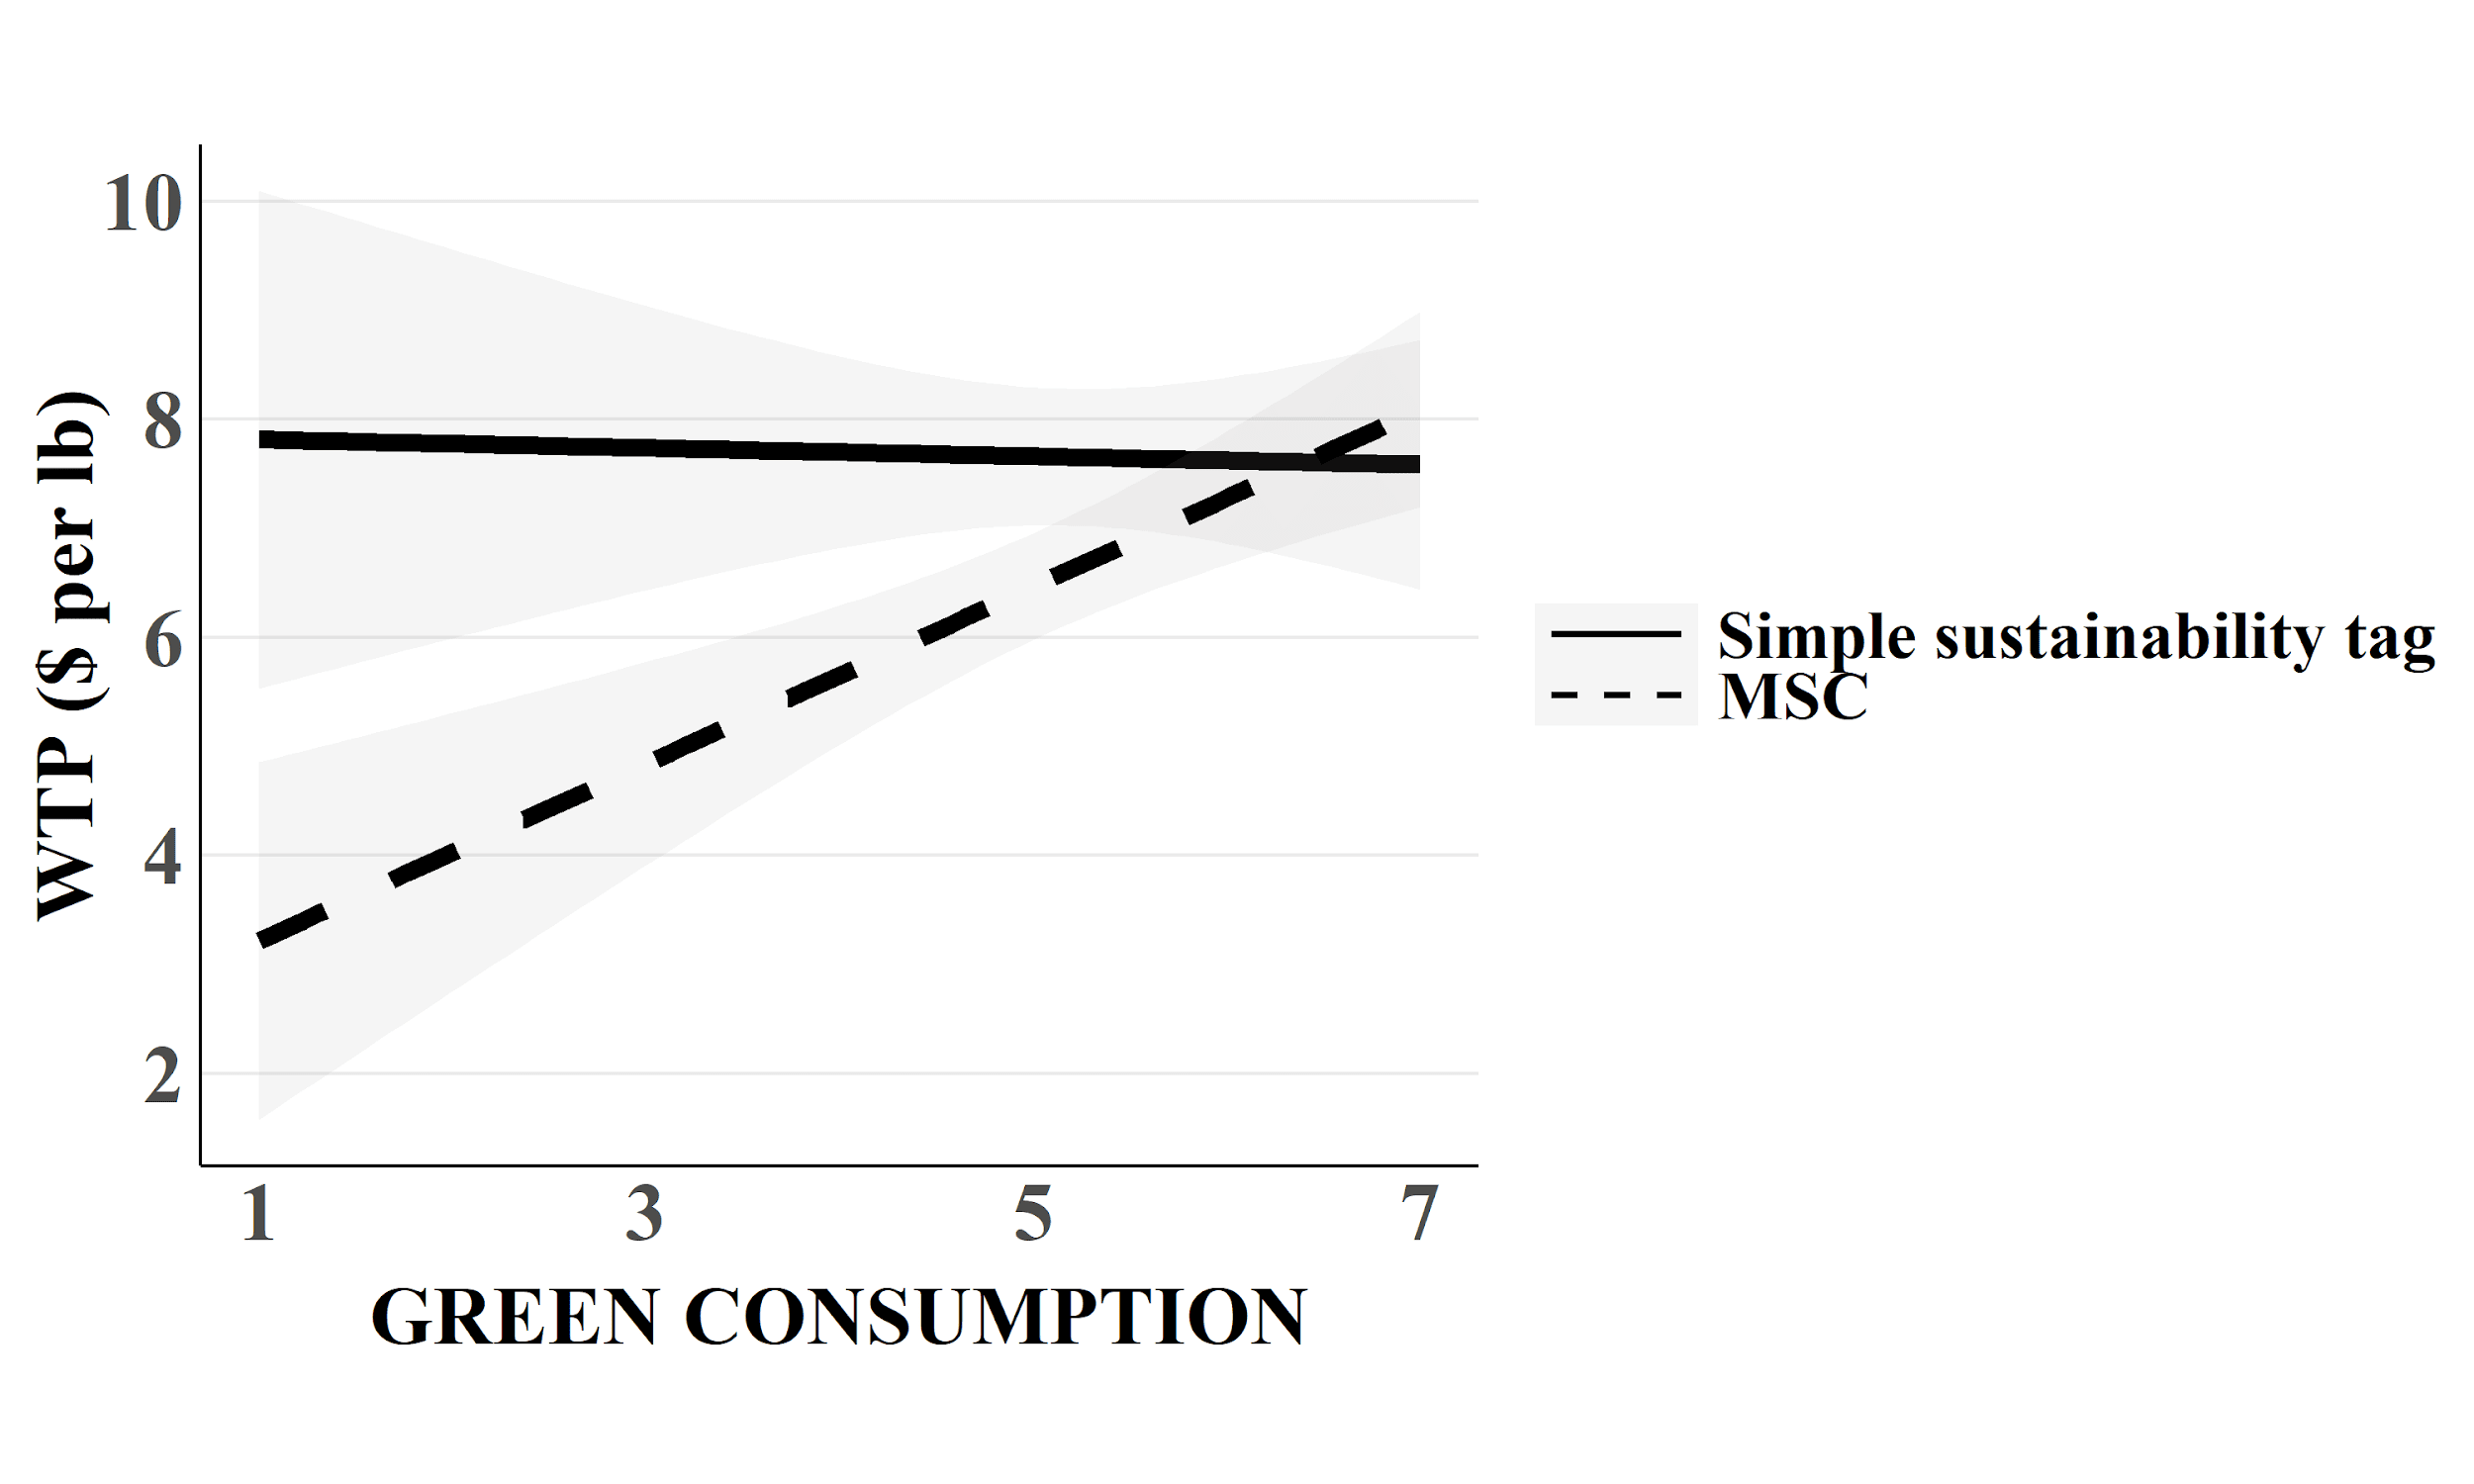 WTP ($ per lb)
10
8
6
4
2
1 3 5 7
GREEN CONSUMPTION
Simple sustainability tag
MSC